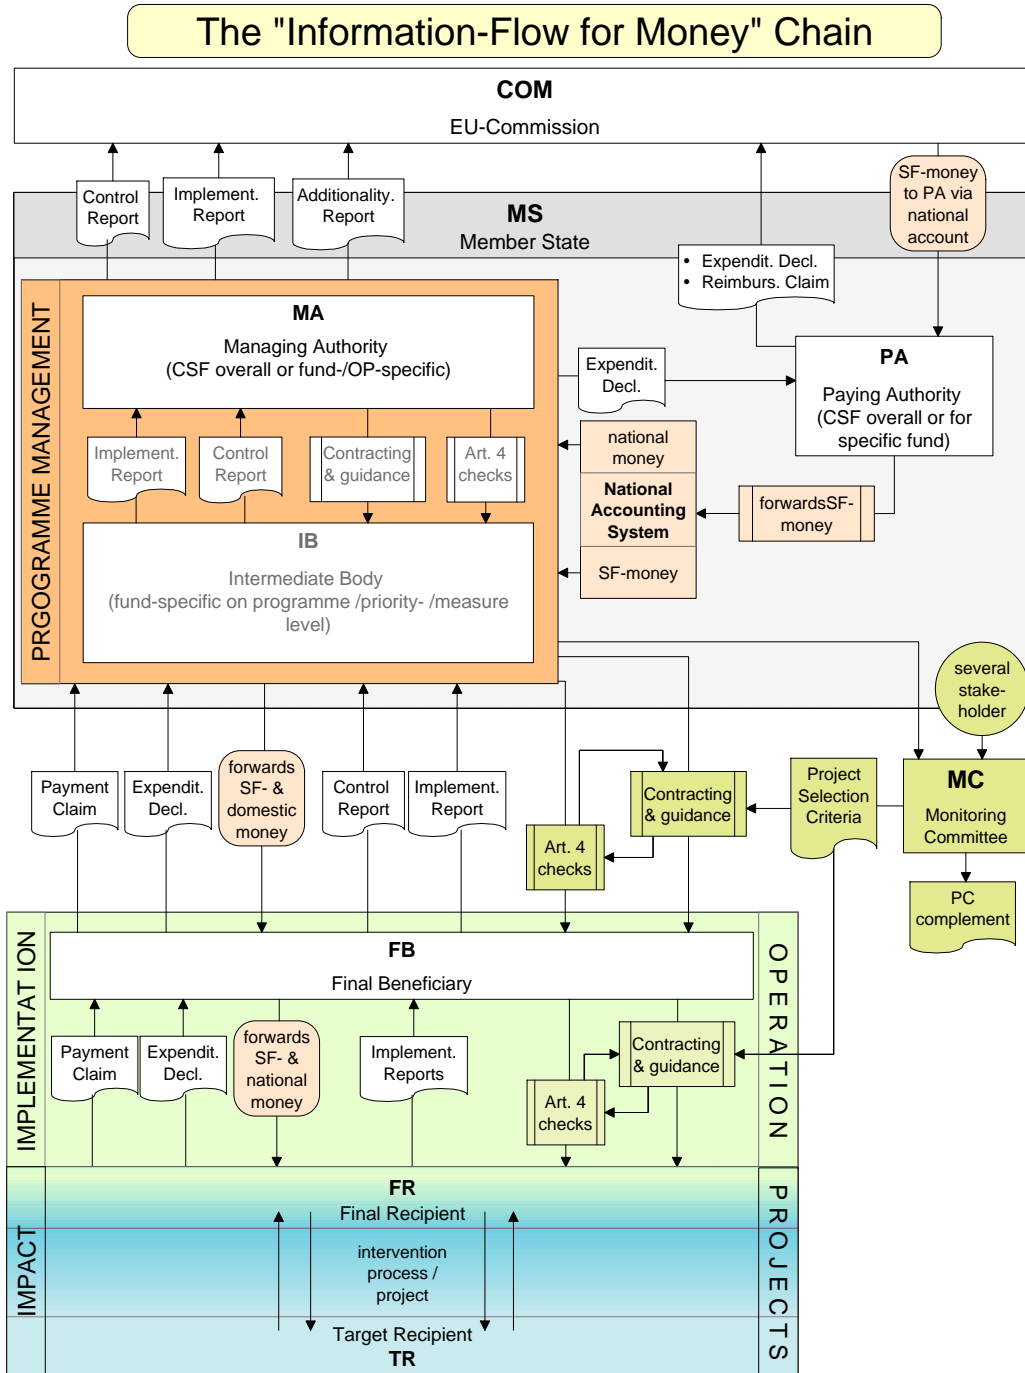 The "Information-Flow for Money" Chain
COM
EU-Commission
Control
Report
Implement.
Report
Additionality.
Report
SF-money
to PA via
national
account
MS
Member State
• Expendit. Decl.
• Reimburs. Claim
PRGOGRAMME MANAGEMENT
MA
Managing Authority
(CSF overall or fund-/OP-specific)
Expendit.
Decl.
PA
Paying Authority
(CSF overall or for
specific fund)
Implement.
Report
Control
Report
Contracting
& guidance
Art. 4
checks
national
money
National
Accounting
System
SF-money
forwardsSF-
money
IB
Intermediate Body
(fund-specific on programme /priority- /measure
level)
several
stake-
holder
Payment
Claim
Expendit.
Decl.
forwards
SF- &
domestic
money
Control
Report
Implement.
Report
Art. 4
checks
Contracting
& guidance
Project
Selection
Criteria
MC
Monitoring
Committee
PC
complement
IMPLEMENTAT ION
OPERATION
FB
Final Beneficiary
Payment
Claim
Expendit.
Decl.
forwards
SF- &
national
money
Implement.
Reports
Art. 4
checks
Contracting
& guidance
IMPACT
PROJECTS
FR
Final Recipient
intervention
process /
project
Target Recipient
TR